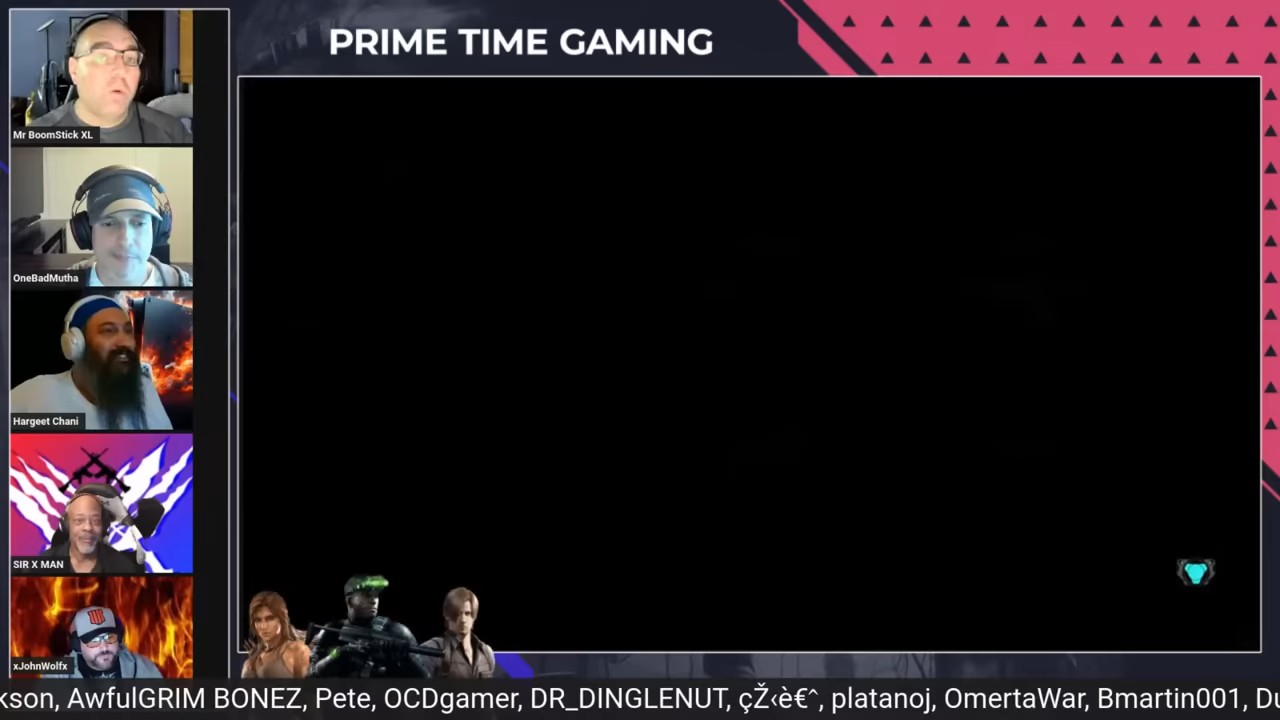 PRIME TIME GAMING
Mr BoomStick XL
OneBadMutha
Hargeet Chani
SIR X MAN
xJohnWolfx
kson, AwfulGRIM BONEZ, Pete, OCDgamer, DR_DINGLENUT, çŽ‹è€ˆ, platanoj, OmertaWar, Bmartin001, Du